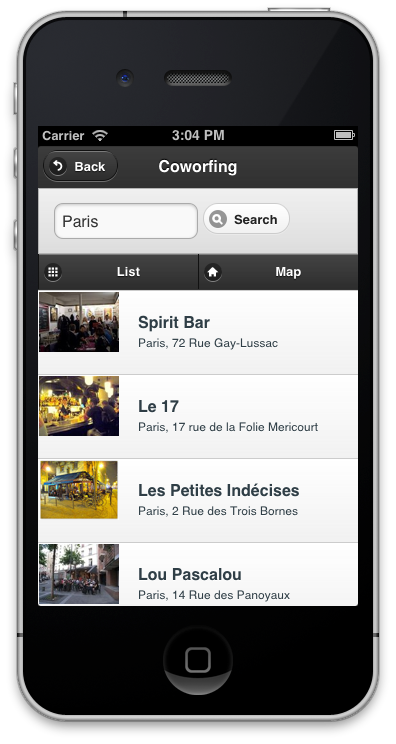 Carrier 3:04 PM
Back Coworfing
Paris Search
List Map
Spirit Bar
Paris, 72 Rue Gay-Lussac
Le 17
Paris, 17 rue de la Folie Mericourt
Les Petites Indécises
Paris, 2 Rue des Trois Bornes
Lou Pascalou
Paris, 14 Rue des Panoyaux